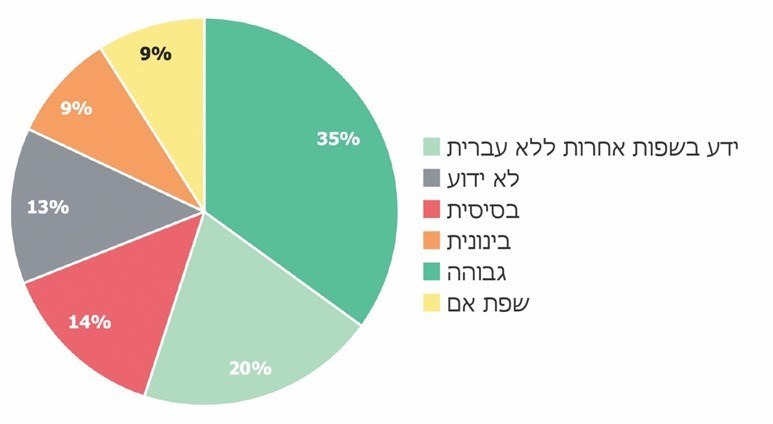 9%
35%
9%
13%
14%
20%
ידע בשפות אחרות ללא עברית
לא ידוע
בסיסית
בינונית
גבוהה
שפת אם